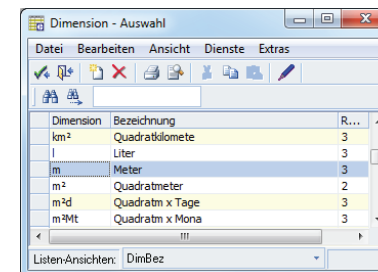 Dimension - Auswahl
Datei Bearbeiten Ansicht Dienste Extras
Dimension Bezeichnung R...
km² Quadratkilomete 3
l Liter 3
m Meter 3
m² Quadratmeter 2
m²d Quadratm x Tage 3
m²Mt Quadratm x Mona 3
Listen-Ansichten: DimBez